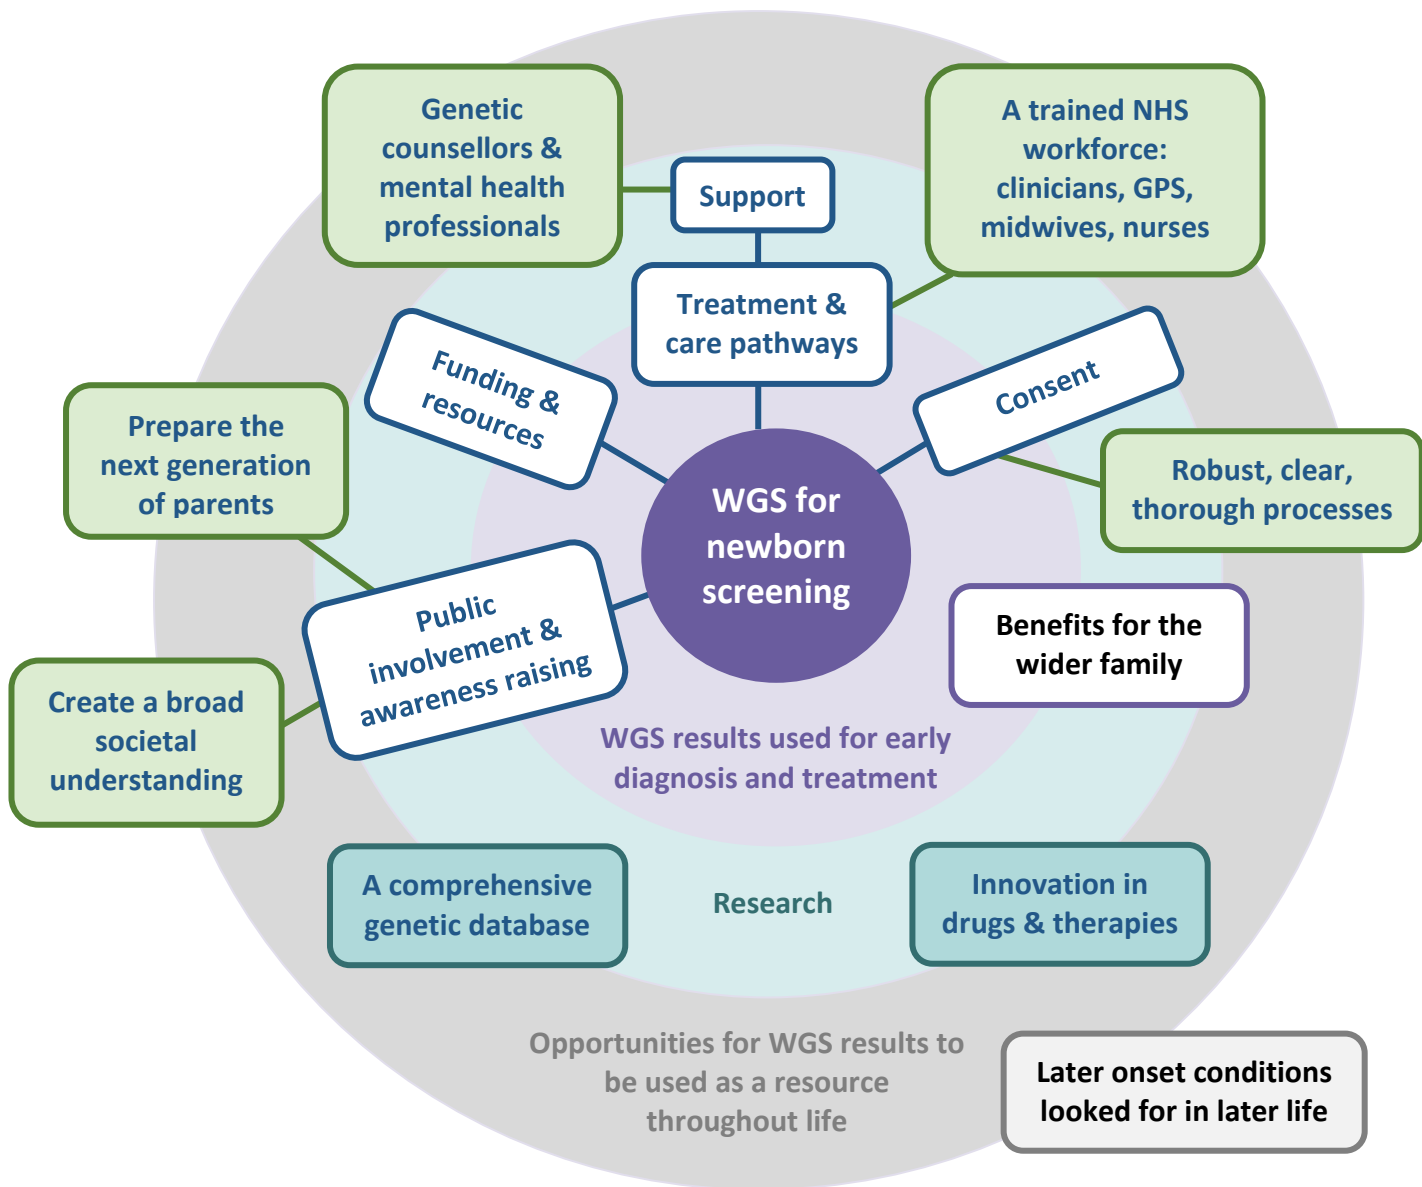 Genetic
counsellors &
mental health
professionals
Support
A trained NHS
workforce:
clinicians, GPS,
midwives, nurses
Treatment &
care pathways
Funding &
resources
Consent
Prepare the
next generation
of parents
Robust, clear,
thorough processes
WGS for
newborn
screening
Public
involvement &
awareness raising
Benefits for the
wider family
Create a broad
societal
understanding
WGS results used for early
diagnosis and treatment
A comprehensive
genetic database
Research
Innovation in
drugs & therapies
Opportunities for WGS results to
be used as a resource
throughout life
Later onset conditions
looked for in later life